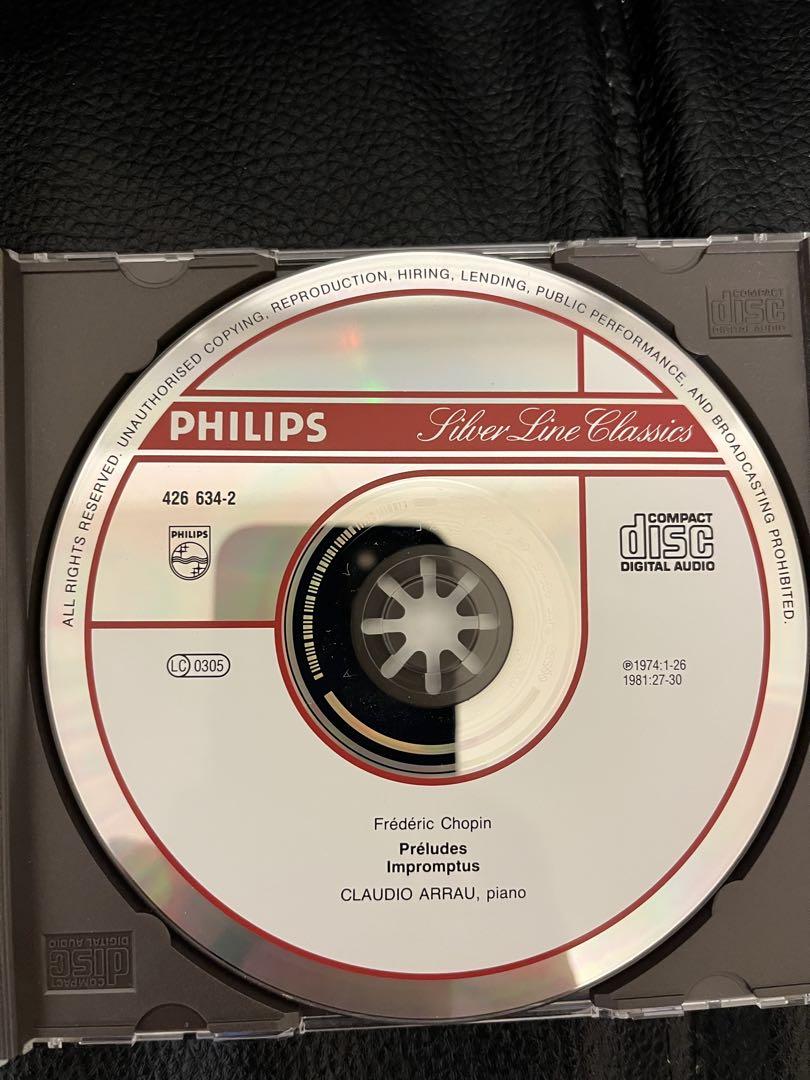 ALL RIGHTS RESERVED. UNAUTHORISED COPYING, REPRODUCTION, HIRING, LENDING, PUBLIC PERFORMANCE, AND BROADCASTING PROHIBITED.
COMPACT
disc
DIGITAL AUDIO
PHILIPS
Silver Line Classics
426 634-2
PHILIPS
COMPACT
disc
DIGITAL AUDIO
LC 0305
℗1974:1-26
1981:27-30
Frédéric Chopin
Préludes
Impromptus
CLAUDIO ARRAU, piano
COMPACT
disc
DIGITAL AUDIO